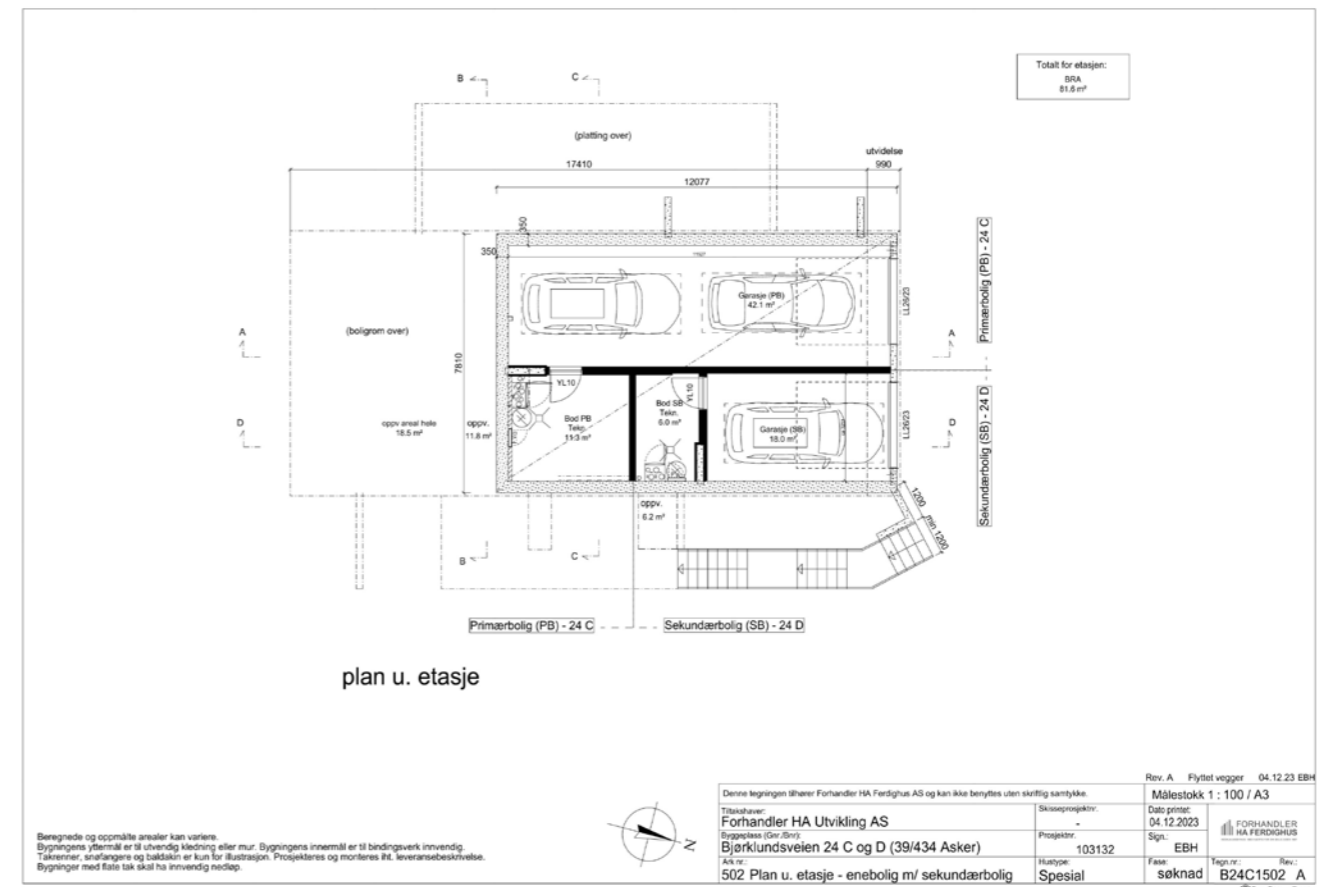 Totalt for etasjen:
BRA
81.6 m²
B
C
(platting over)
utvidelse
17410
990
12077
350
350
Primærbolig (PB) - 24 C
Garasje (PB)
42.1 m²
LL26/23
(boligrom over)
A
A
7810
YL10
YL10
Bod PB
Tekn.
11.3 m²
Bod SB
Tekn.
5.0 m²
Garasje (SB)
18.0 m²
LL26/23
D
D
oppv areal hele
18.5 m²
oppv.
11.8 m²
Sekundærbolig (SB) - 24 D
oppv.
6.2 m²
1200
min 1200
B
C
Primærbolig (PB) - 24 C
Sekundærbolig (SB) - 24 D
plan u. etasje
N
Beregnede og oppmålte arealer kan variere.
Bygningens yttermål er til utvendig kledning eller mur. Bygningens innermål er til bindingsverk innvendig.
Takrenner, snøfangere og baldakin er kun for illustrasjon. Prosjekteres og monteres iht. leveransebeskrivelse.
Bygninger med flate tak skal ha innvendig nedløp.
Rev. A Flyttet vegger 04.12.23 EBH
Denne tegningen tilhører Forhandler HA Ferdighus AS og kan ikke benyttes uten skriftlig samtykke.
Målestokk 1 : 100 / A3
Tiltakshaver:
Forhandler HA Utvikling AS
Skisseprosjektnr.
-
Dato printet:
04.12.2023
FORHANDLER
HA FERDIGHUS
Byggeplass (Gnr./Bnr):
Bjørklundsveien 24 C og D (39/434 Asker)
Prosjektnr.
103132
Sign.:
EBH
Ark nr.:
502 Plan u. etasje - enebolig m/ sekundærbolig
Hustype:
Spesial
Fase:
søknad
Tegn.nr.: Rev.:
B24C1502 A